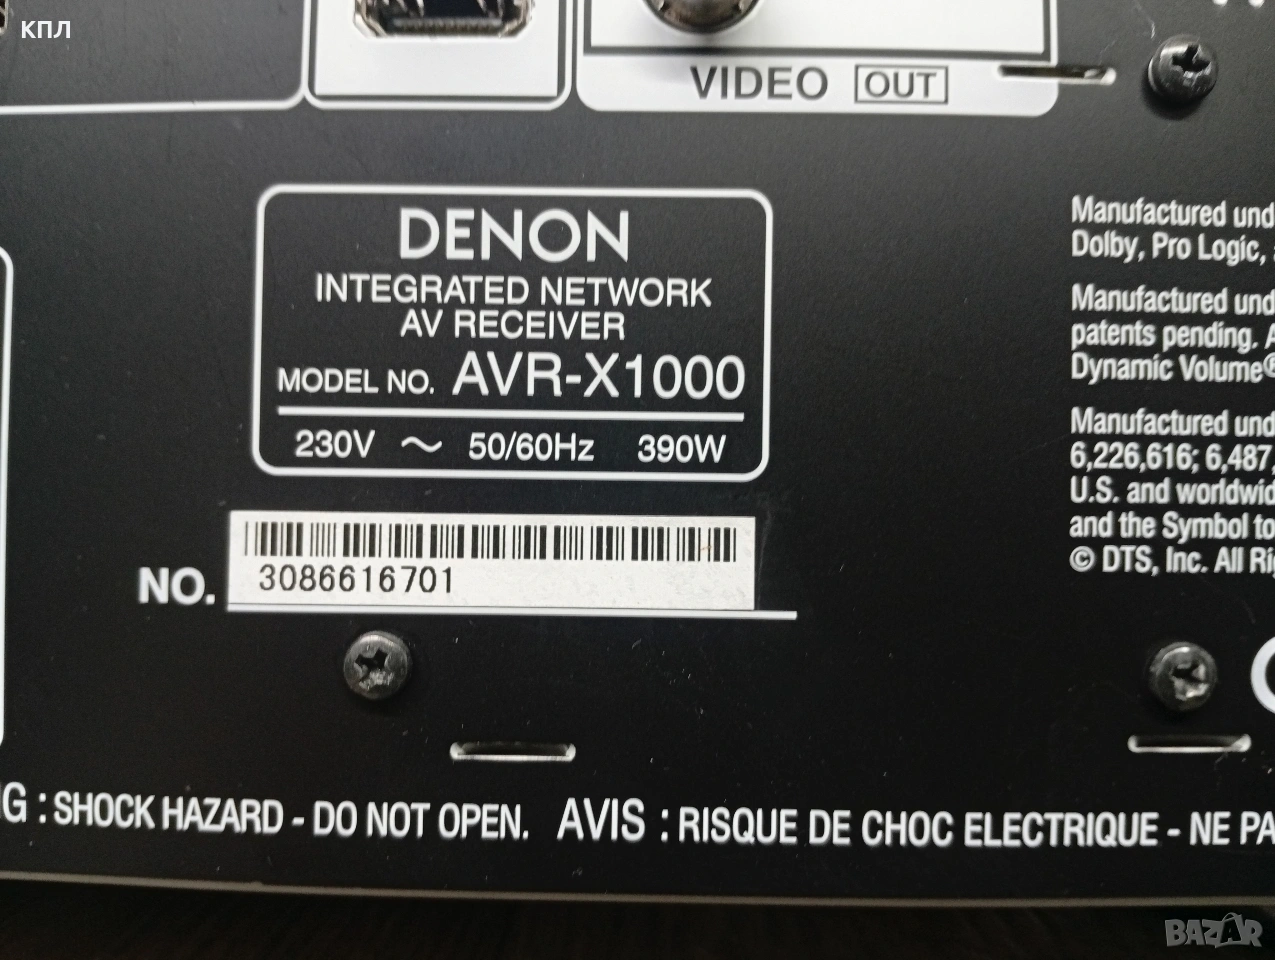 КПЛ
VIDEO OUT
DENON
INTEGRATED NETWORK
AV RECEIVER
MODEL NO. AVR-X1000
230V ~ 50/60Hz 390W
NO. 3086616701
Manufactured und
Dolby, Pro Logic,
Manufactured und
patents pending. A
Dynamic Volume®
Manufactured und
6,226,616; 6,487,
U.S. and worldwid
and the Symbol to
© DTS, Inc. All Rig
NG : SHOCK HAZARD - DO NOT OPEN. AVIS : RISQUE DE CHOC ELECTRIQUE - NE PA
BAZAR